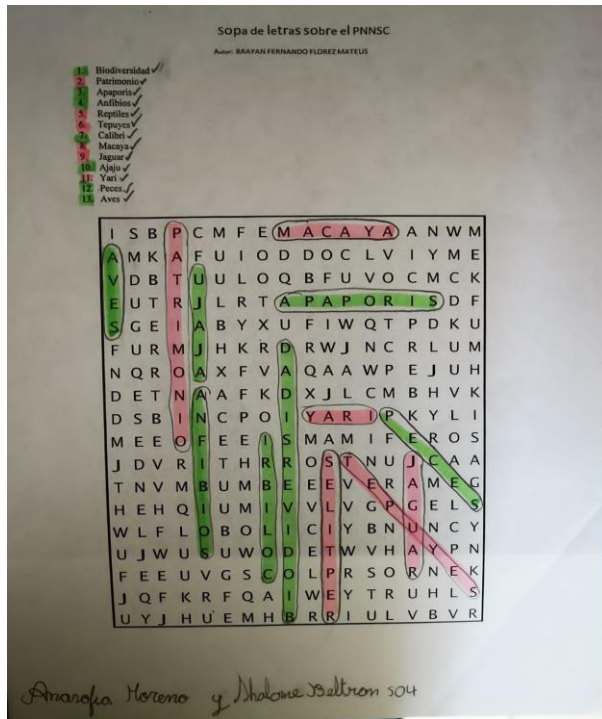 Sopa de letras sobre el PNNSC
Autor: BRAYAN FERNANDO FLOREZ MATEUS
1. Biodiversidad
2. Patrimonio
3. Apaporis
4. Anfibios
5. Reptiles
6. Tepuyes
7. Calibri
8. Macaya
9. Jaguar
10. Ajaju
11. Yari
12. Peces
13. Aves
I S B P C M F E M A C A Y A A N W M
A M K A F U I O D D O C L V I Y M E
V D B T U U L O Q B F U V O C M C K
E U T R J L R T A P A P O R I S D F
S G E I A B Y X U F I W Q T P D K U
F U R M J H K R D R W J N C R L U M
N Q R O A X F V A Q A A W P E J U H
D E T N A A F K D X J L C M B H V K
D S B I N C P O I Y A R I P K Y L I
M E E O F E E I S M A M I F E R O S
J D V R I T H R R O S T N U J C A A
T N V M B U M B E E E V E R A M E G
H E H Q I U M I V V L V G P G E L S
W L F L O B O L I C I Y B N U N C Y
U J W U S U W O D E T W V H A Y P N
F E E U V G S C O L P R S O R N E K
J Q F K R F Q A I W E Y T R U H L S
U Y J H U E M H B R R I U L V B V R
Anasofia Moreno y Shalome Beltron 504